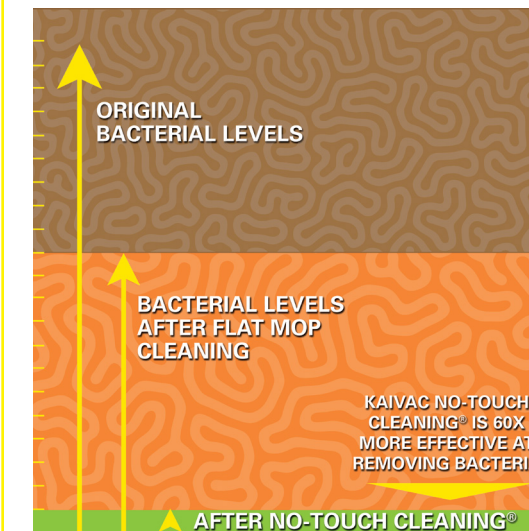 ORIGINAL
BACTERIAL LEVELS
BACTERIAL LEVELS
AFTER FLAT MOP
CLEANING
KAIVAC NO-TOUCH
CLEANING® IS 60X
MORE EFFECTIVE AT
REMOVING BACTERI
AFTER NO-TOUCH CLEANING®